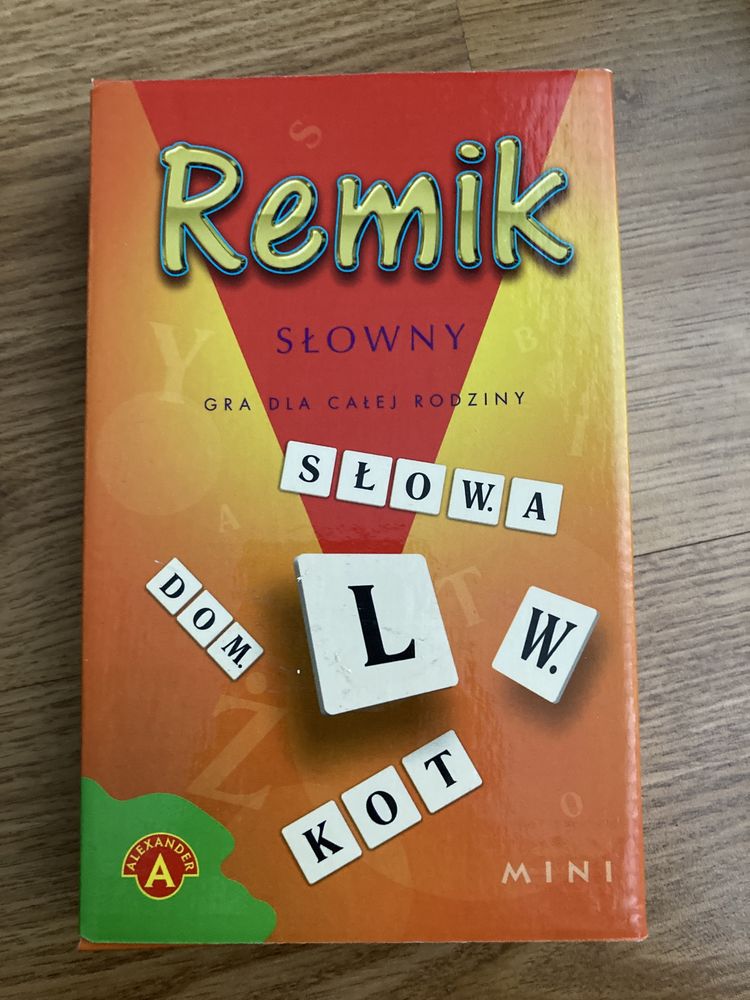 Remik
SŁOWNY
GRA DLA CAŁEJ RODZINY
SŁOW.A
DOM.
L
W.
KOT
ALEXANDER
A
MINI